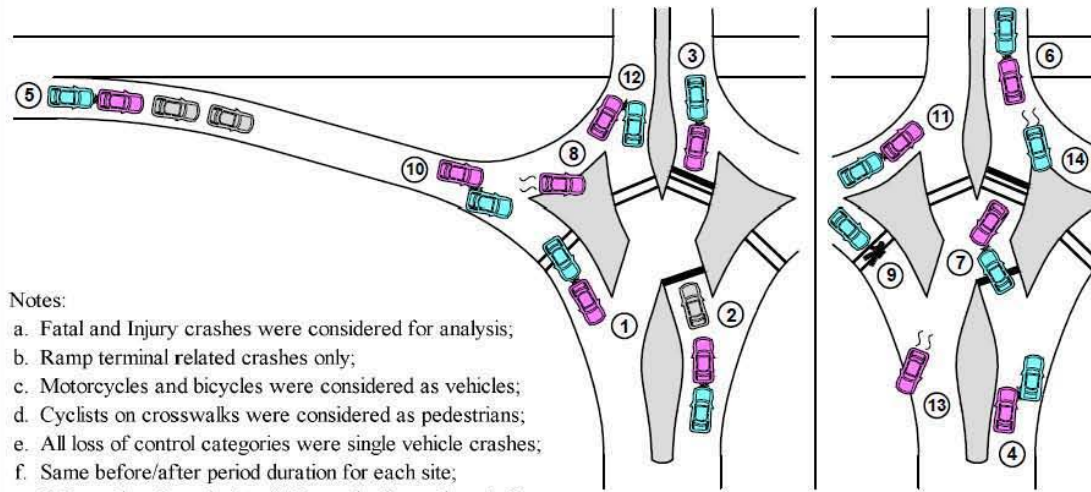 5
10
12
3
8
1
2
6
11
14
9
7
13
4
Notes:
a. Fatal and Injury crashes were considered for analysis;
b. Ramp terminal related crashes only;
c. Motorcycles and bicycles were considered as vehicles;
d. Cyclists on crosswalks were considered as pedestrians;
e. All loss of control categories were single vehicle crashes;
f. Same before/after period duration for each site;